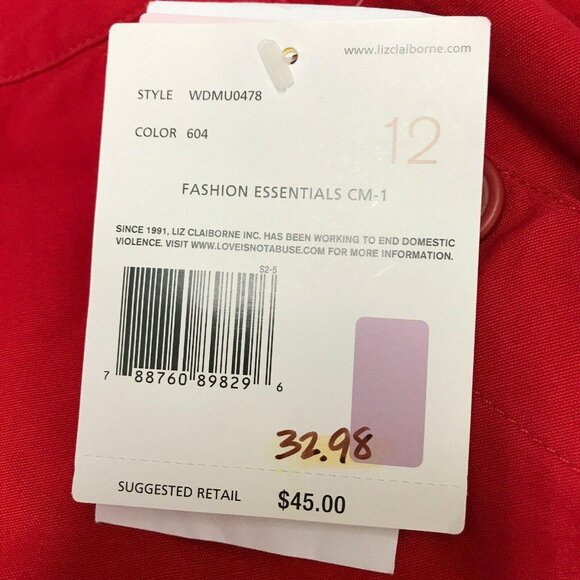 www.lizclaiborne.com
STYLE WDMU0478
12
COLOR 604
FASHION ESSENTIALS CM-1
SINCE 1991, LIZ CLAIBORNE INC. HAS BEEN WORKING TO END DOMESTIC
VIOLENCE. VISIT WWW.LOVEISNOTABUSE.COM FOR MORE INFORMATION.
S2-5
7 88760 89829 6
32.98
SUGGESTED RETAIL $45.00